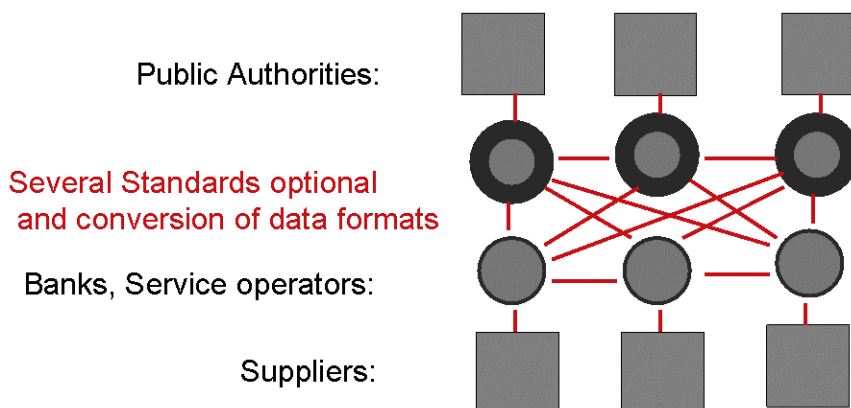 Public Authorities:
Several Standards optional
and conversion of data formats
Banks, Service operators:
Suppliers: